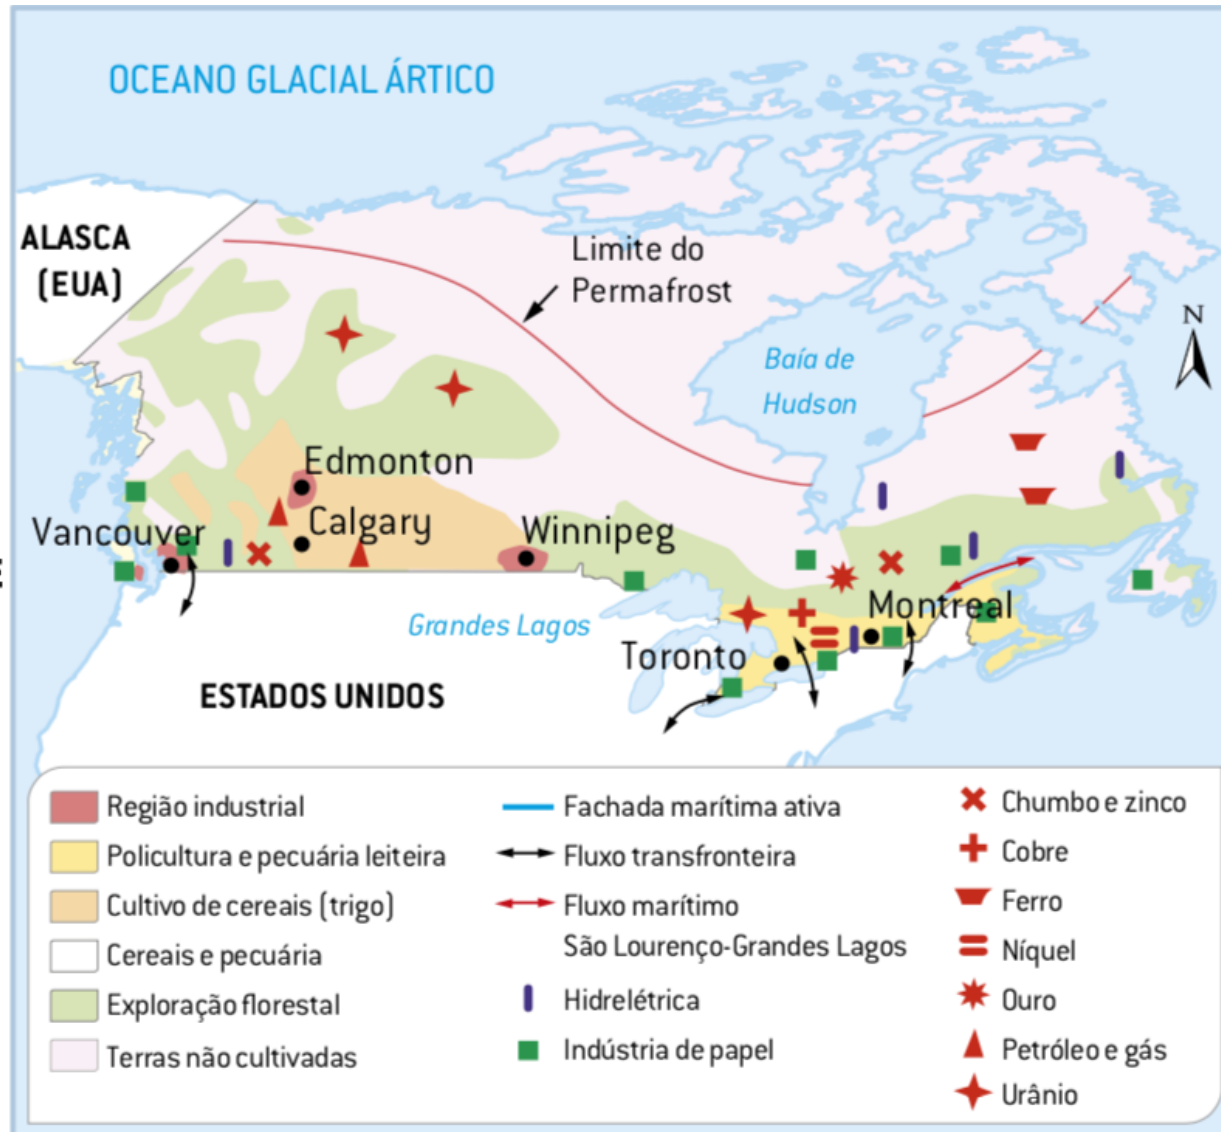 OCEANO GLACIAL ÁRTICO
ALASCA
(EUA)
Limite do
Permafrost
N
Baía de
Hudson
Edmonton
Calgary
Vancouver
Winnipeg
Montreal
Grandes Lagos
Toronto
ESTADOS UNIDOS
Região industrial
Policultura e pecuária leiteira
Cultivo de cereais (trigo)
Cereais e pecuária
Exploração florestal
Terras não cultivadas
Fachada marítima ativa
Fluxo transfronteira
Fluxo marítimo
São Lourenço-Grandes Lagos
Hidrelétrica
Indústria de papel
Chumbo e zinco
Cobre
Ferro
Níquel
Ouro
Petróleo e gás
Urânio